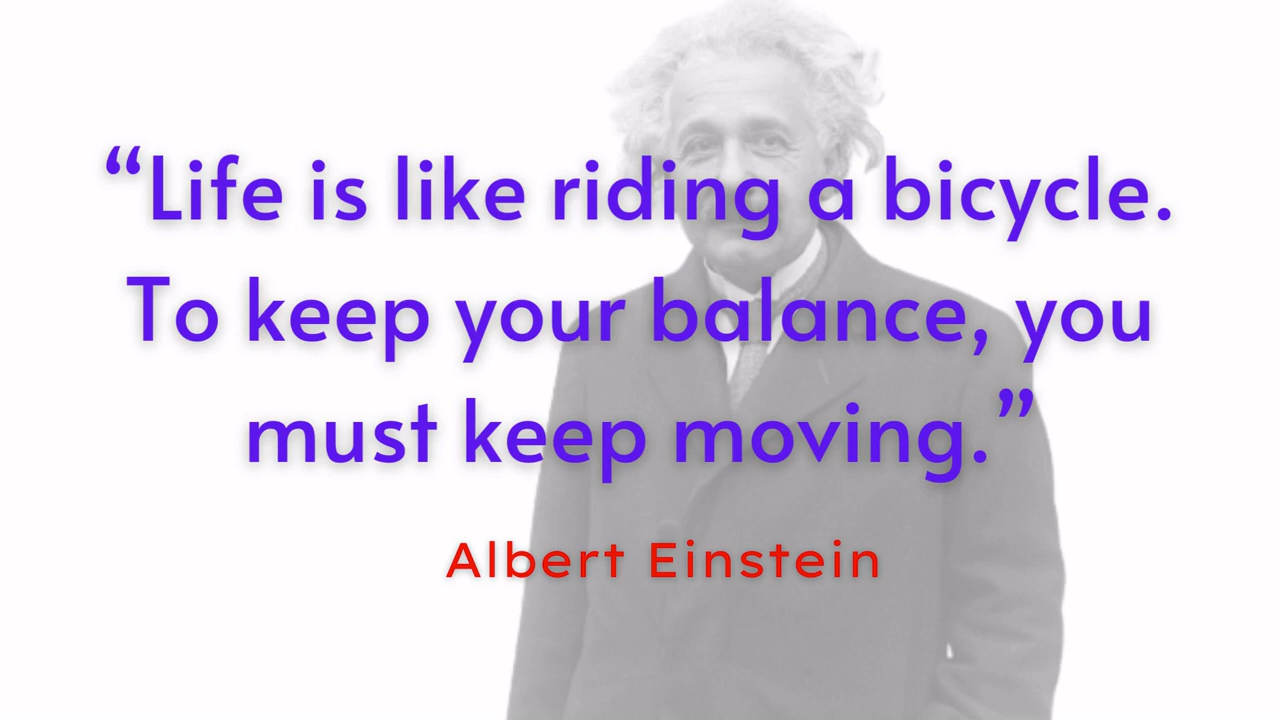 “Life is like riding a bicycle.
To keep your balance, you
must keep moving.”
Albert Einstein